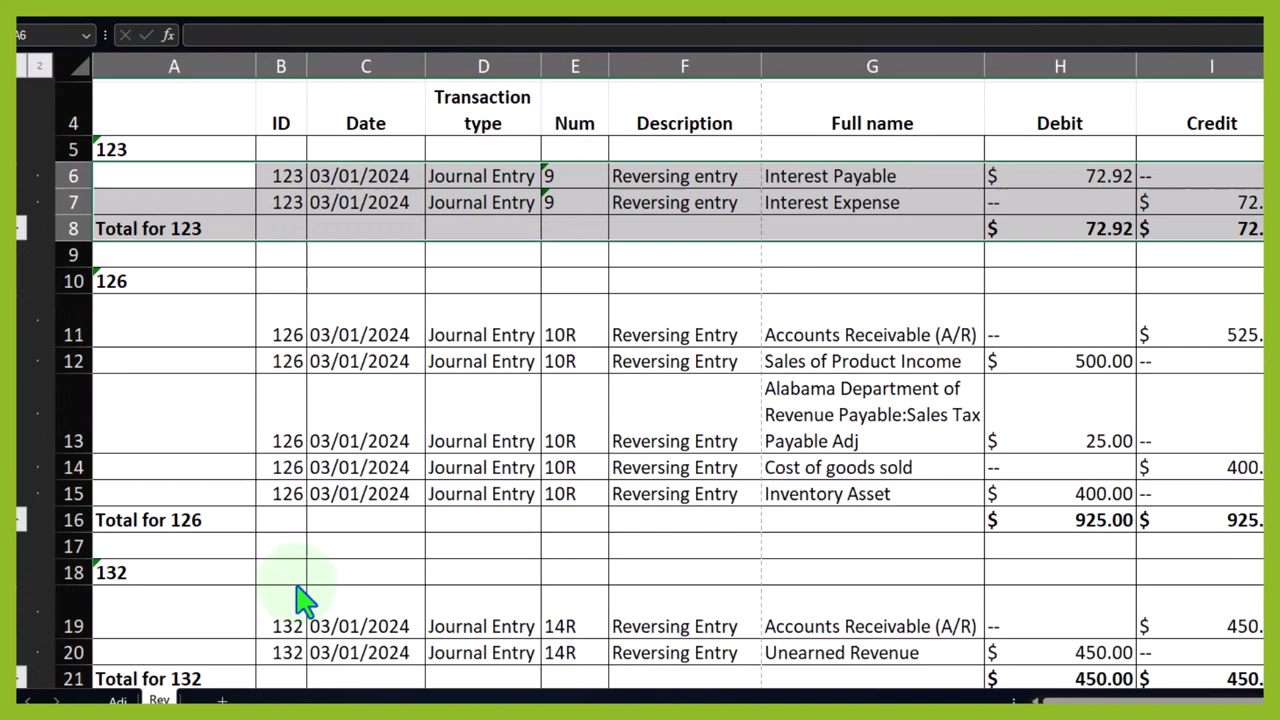 A6 fx
2 A B C D E F G H I
4 ID Date Transaction type Num Description Full name Debit Credit
5 123
6 123 03/01/2024 Journal Entry 9 Reversing entry Interest Payable $ 72.92 --
7 123 03/01/2024 Journal Entry 9 Reversing entry Interest Expense -- $ 72.
8 Total for 123 $ 72.92 $ 72.
9
10 126
11 126 03/01/2024 Journal Entry 10R Reversing Entry Accounts Receivable (A/R) -- $ 525.
12 126 03/01/2024 Journal Entry 10R Reversing Entry Sales of Product Income $ 500.00 --
Alabama Department of
Revenue Payable:Sales Tax
13 126 03/01/2024 Journal Entry 10R Reversing Entry Payable Adj $ 25.00 --
14 126 03/01/2024 Journal Entry 10R Reversing Entry Cost of goods sold -- $ 400.
15 126 03/01/2024 Journal Entry 10R Reversing Entry Inventory Asset $ 400.00 --
16 Total for 126 $ 925.00 $ 925.
17
18 132
19 132 03/01/2024 Journal Entry 14R Reversing Entry Accounts Receivable (A/R) -- $ 450.
20 132 03/01/2024 Journal Entry 14R Reversing Entry Unearned Revenue $ 450.00 --
21 Total for 132 $ 450.00 $ 450.
Adj Rev +